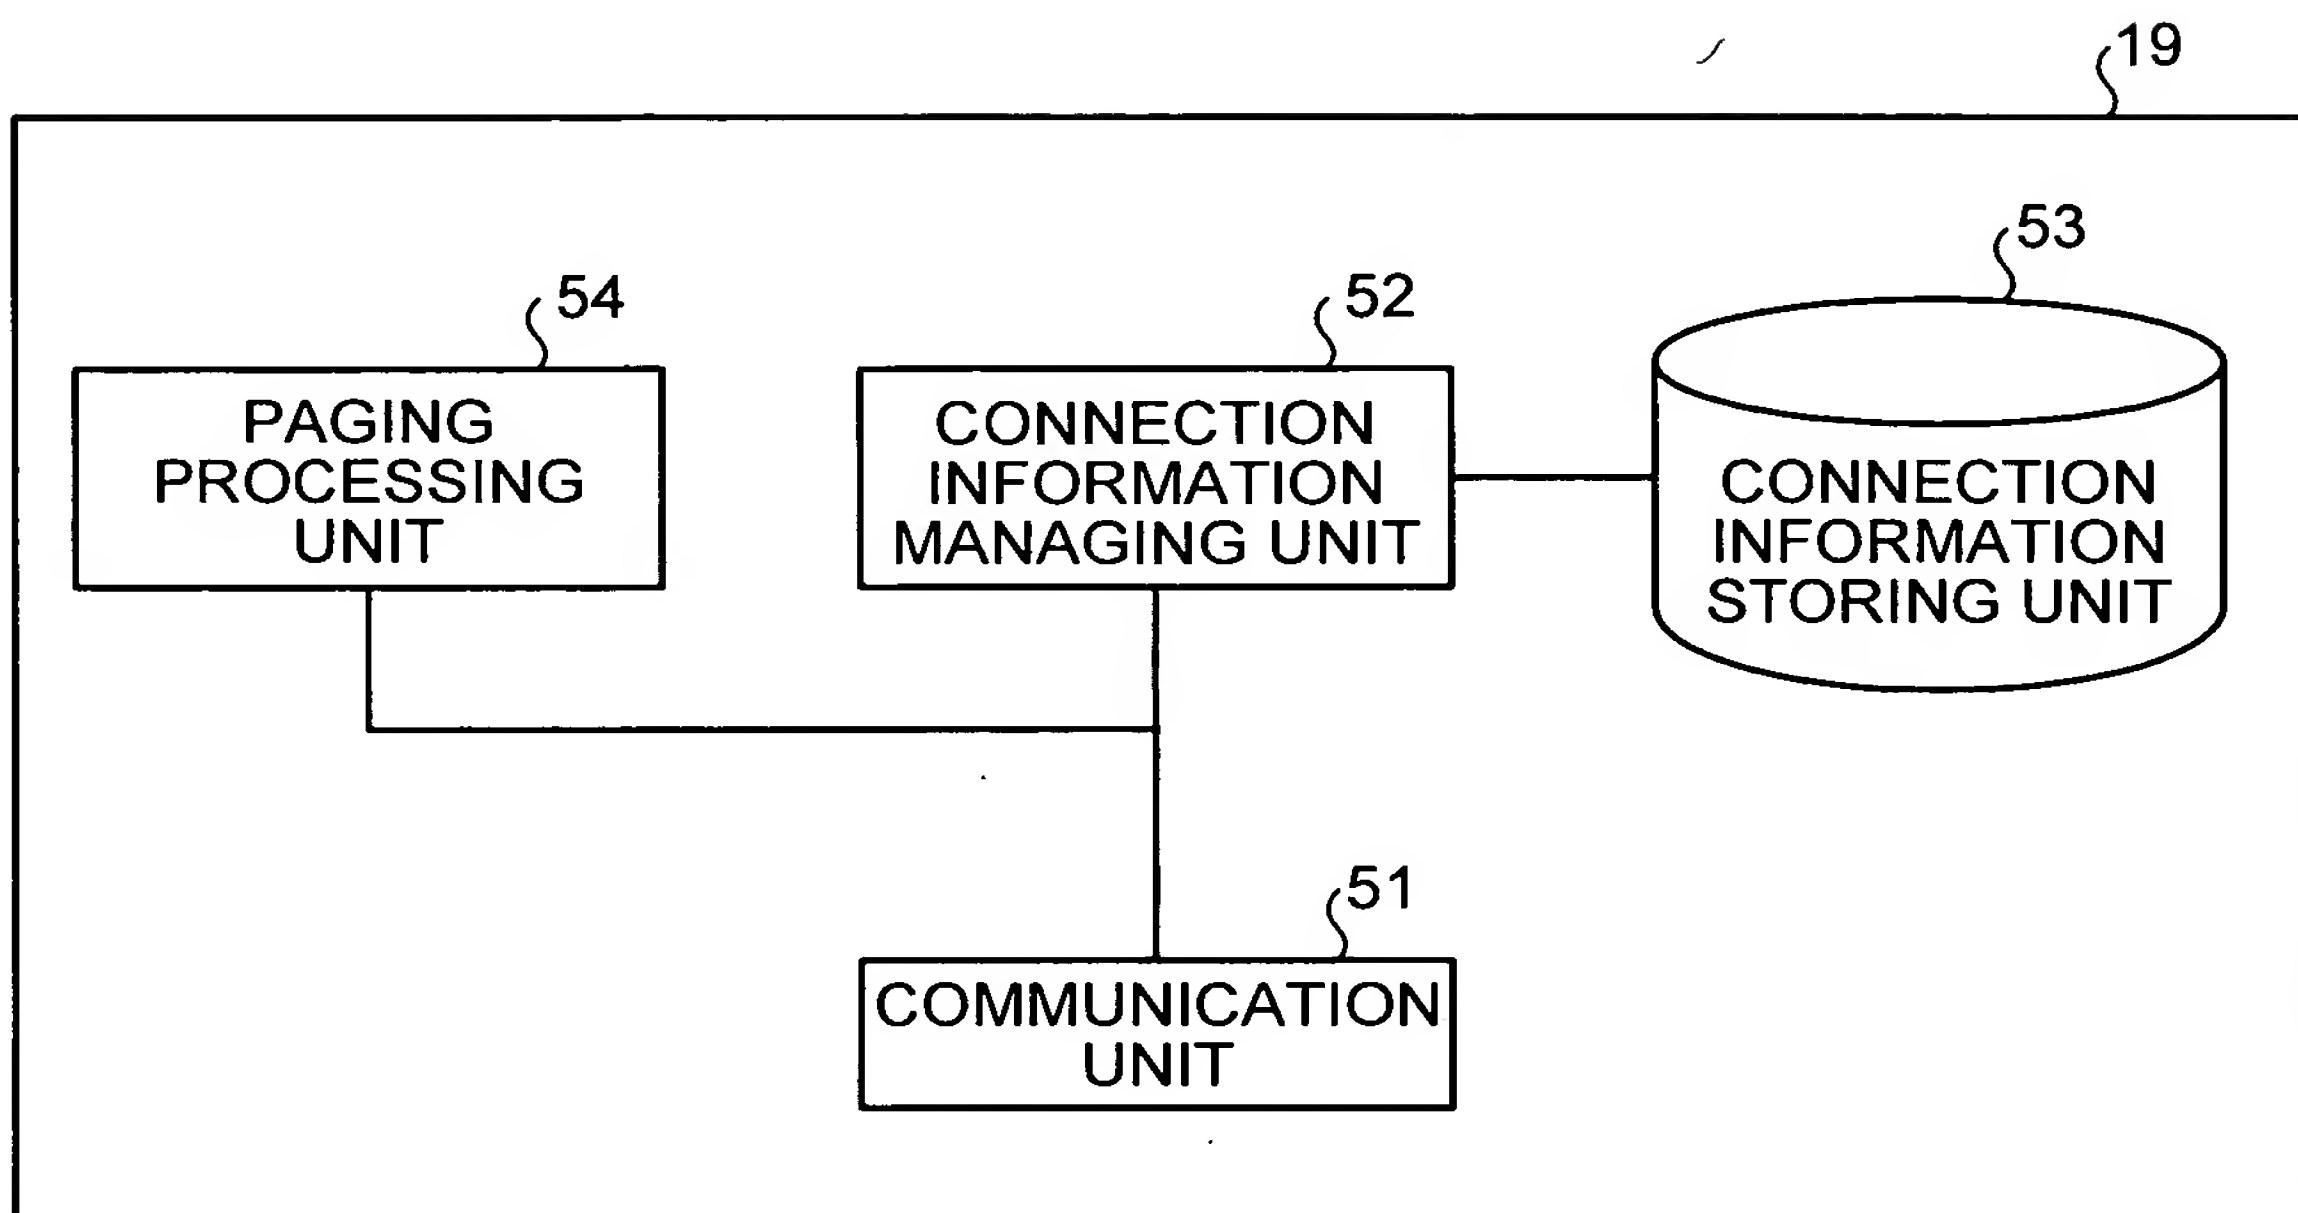 19
53
54
52
PAGING
PROCESSING
UNIT
CONNECTION
INFORMATION
MANAGING UNIT
CONNECTION
INFORMATION
STORING UNIT
51
COMMUNICATION
UNIT